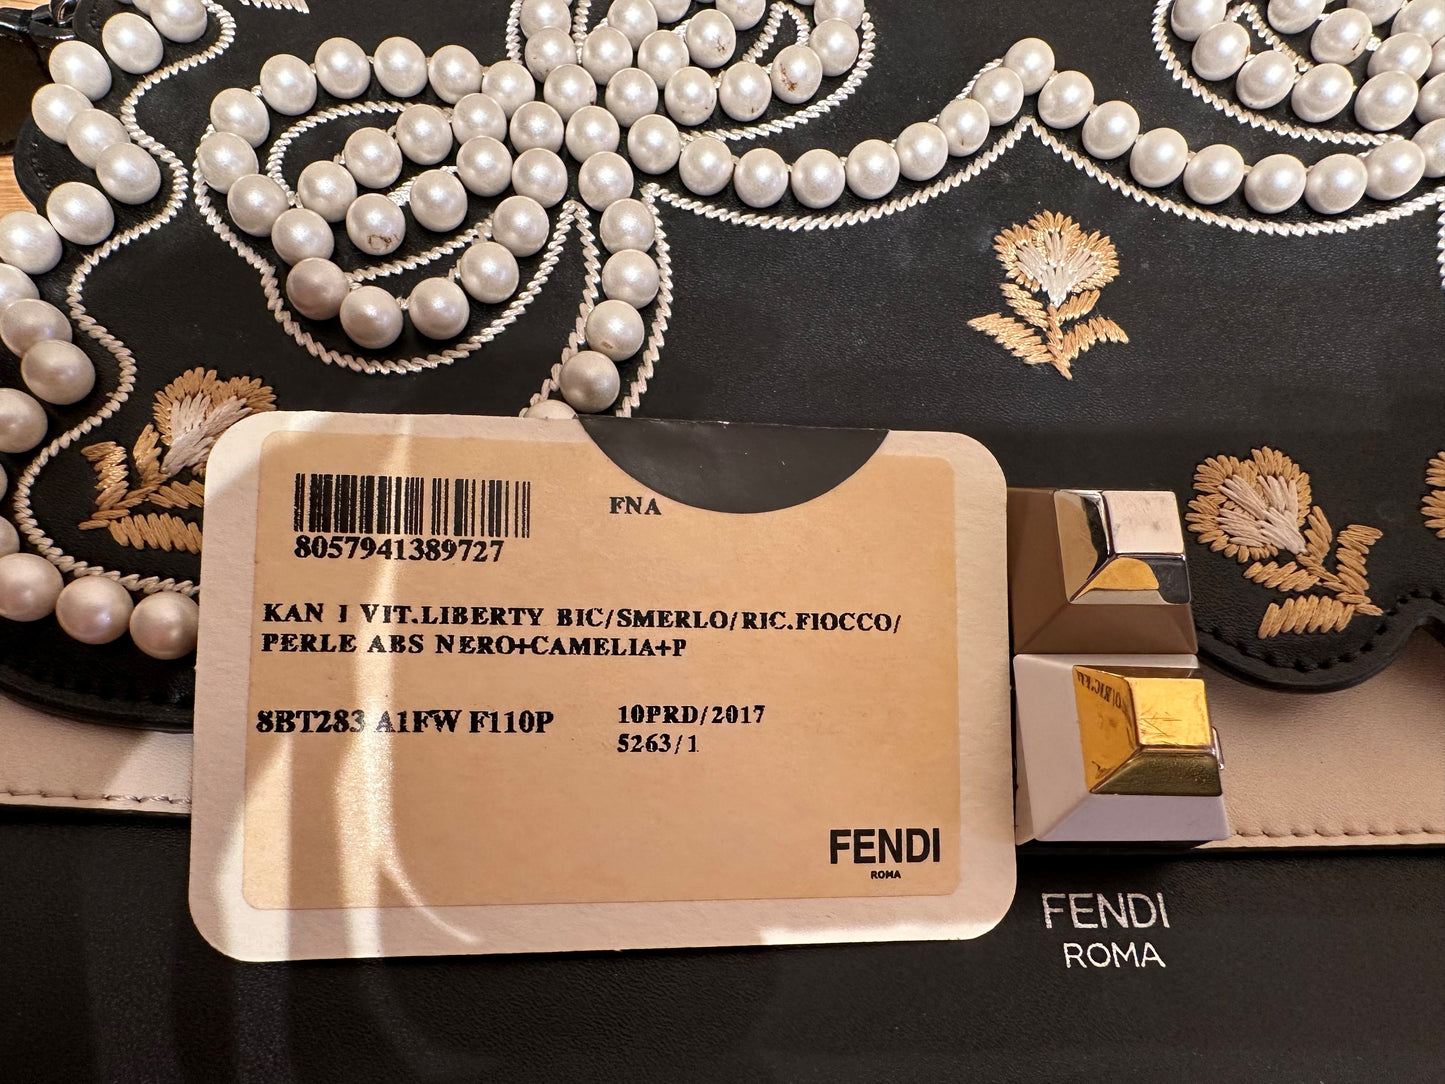 FNA
8057941389727
KAN I VIT.LIBERTY BIC/SMERLO/RIC.FIOCCO/
PERLE ABS NERO+CAMELIA+P
8BT283 A1FW F110P
10PRD/2017
5263/1
FENDI
ROMA
FENDI
ROMA